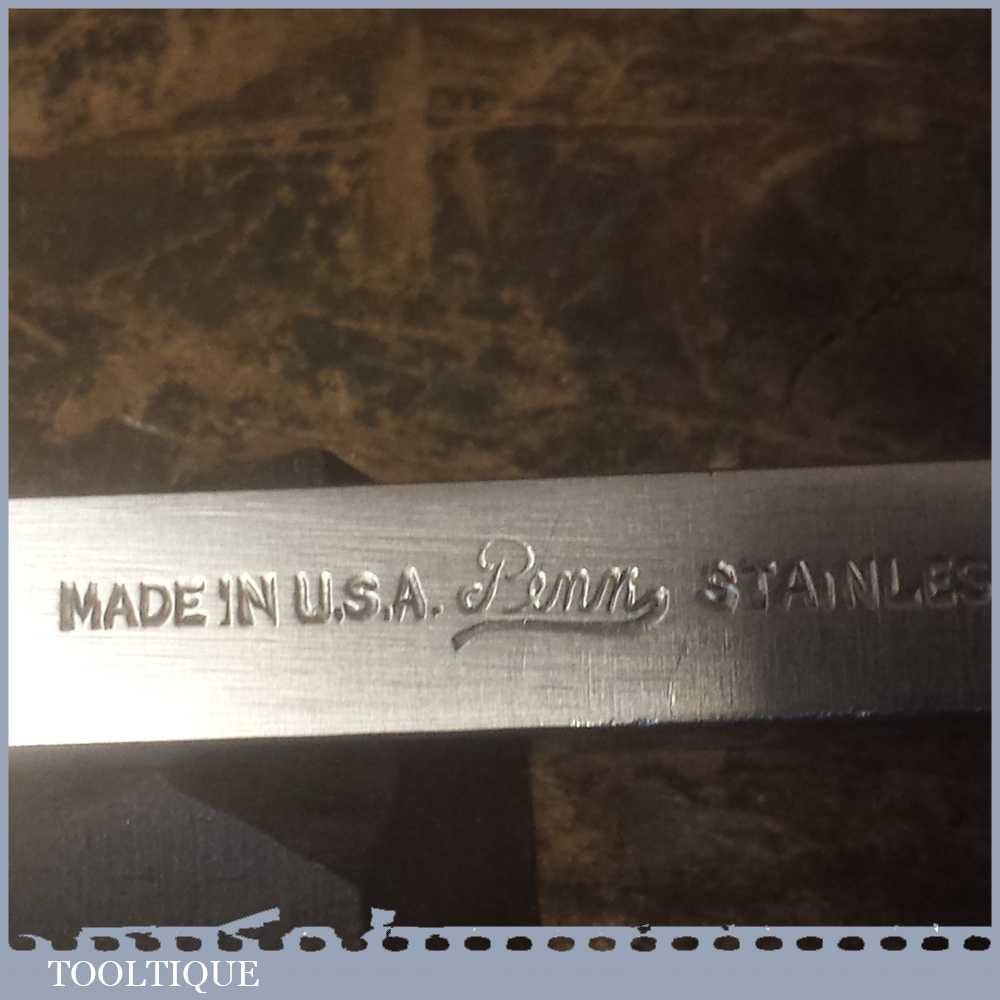 MADE IN U.S.A. Penn, STAINLES
TOOLTIQUE